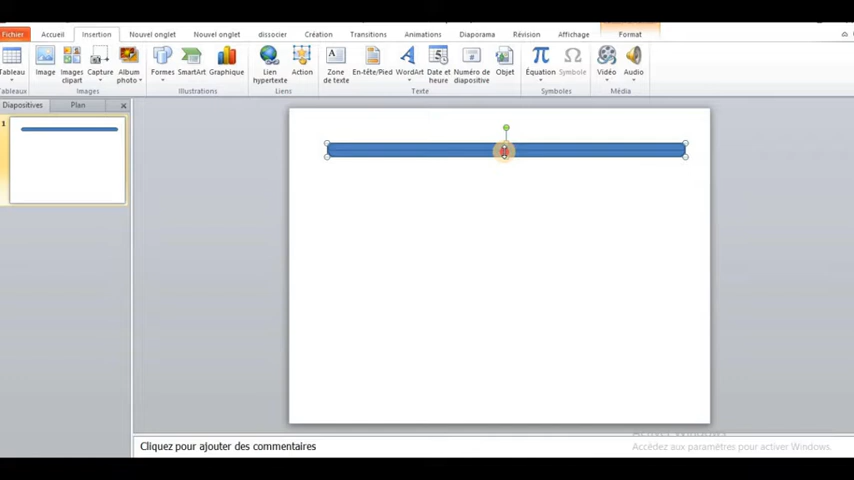 Fichier Accueil Insertion Nouvel onglet Nouvel onglet dissocier Création Transitions Animations Diaporama Révision Affichage Format
Tableau Image Images clipart Capture Album photo Formes SmartArt Graphique Lien hypertexte Action Zone de texte En-tête/Pied WordArt Date et heure Numéro de diapositive Objet Équation Symbole Vidéo Audio
Tableaux Images Illustrations Liens Texte Symboles Média
Diapositives Plan
1
Cliquez pour ajouter des commentaires
Activer Windows
Accédez aux paramètres pour activer Windows.